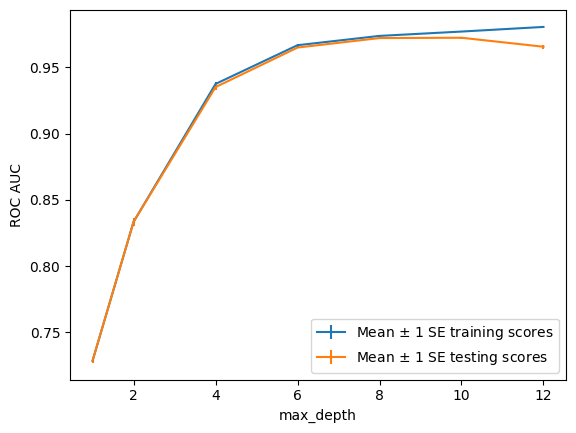 0.95
0.90
0.85
0.80
0.75
ROC AUC
2
4
6
8
10
12
max_depth
Mean ± 1 SE training scores
Mean ± 1 SE testing scores